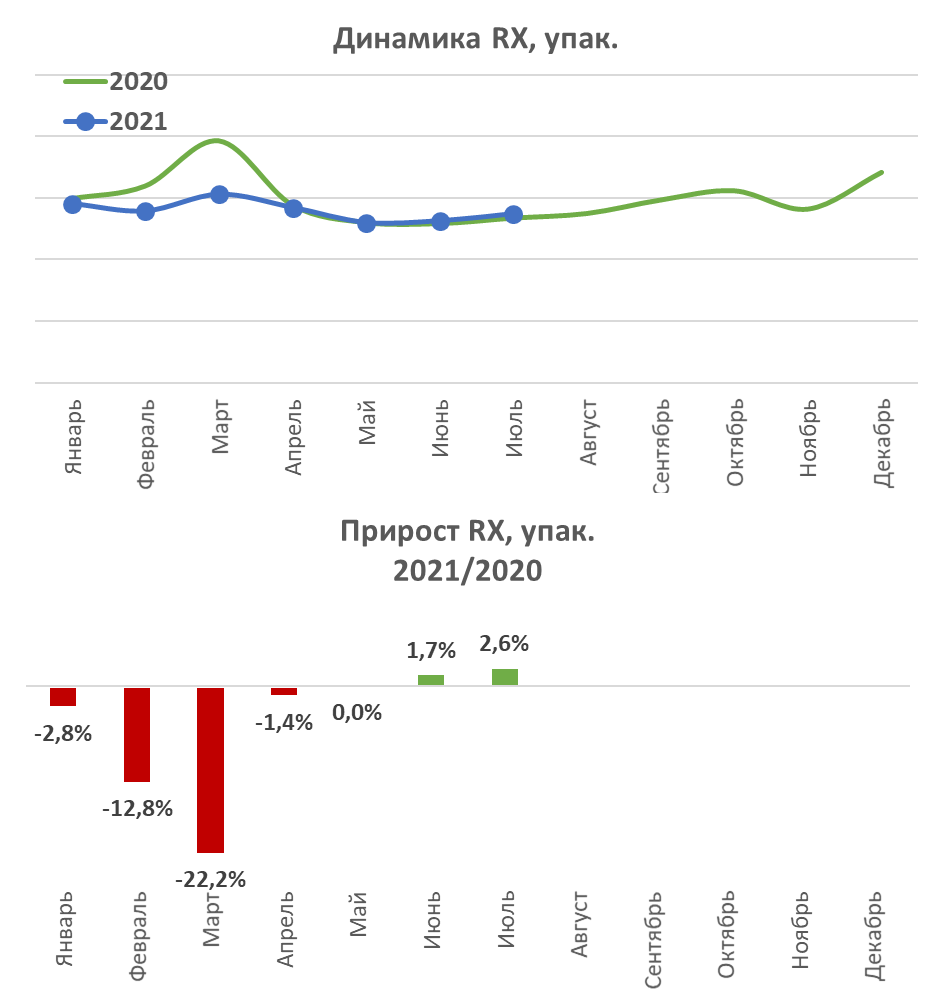 Динамика RX, упак.
2020
2021
Январь
Февраль
Март
Апрель
Май
Июнь
Июль
Август
Сентябрь
Октябрь
Ноябрь
Декабрь
Прирост RX, упак.
2021/2020
-2,8%
-12,8%
-22,2%
-1,4%
0,0%
1,7%
2,6%
Январь
Февраль
Март
Апрель
Май
Июнь
Июль
Август
Сентябрь
Октябрь
Ноябрь
Декабрь